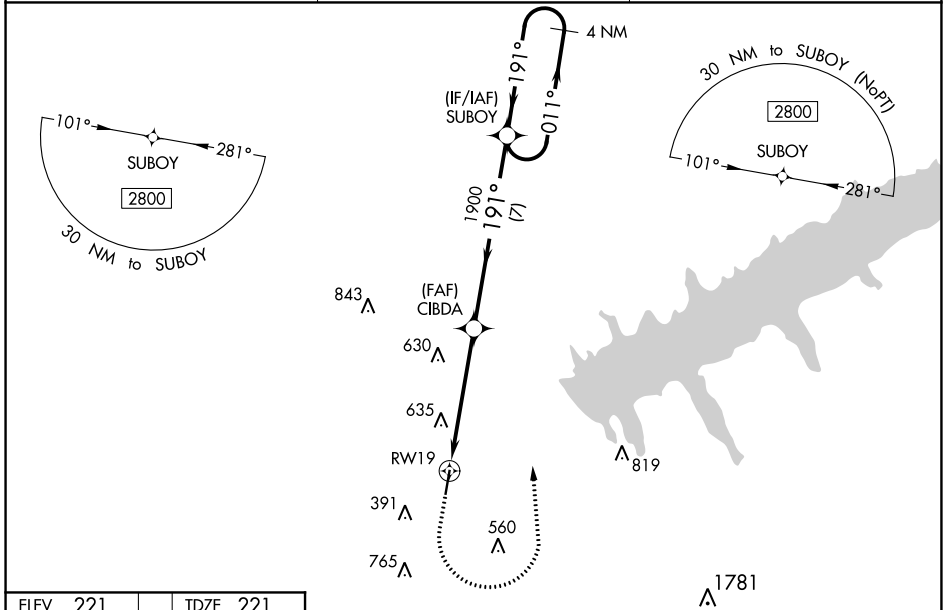 4 NM
191°
011°
(IF/IAF)
SUBOY
30 NM to SUBOY (NoPT)
2800
SUBOY
101°
281°
101°
281°
SUBOY
2800
30 NM to SUBOY
1900
191°
(7)
843
(FAF)
CIBDA
630
635
RW19
819
391
560
765
1781
ELEV 221 TDZE 221